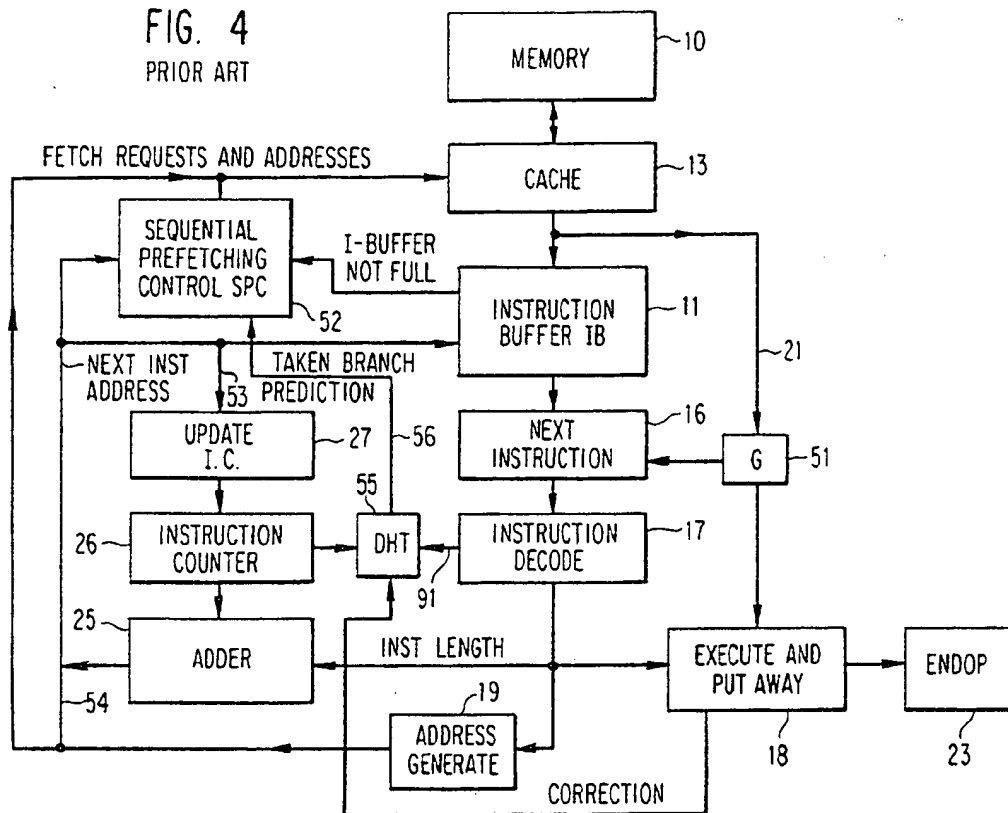 FIG. 4
PRIOR ART
MEMORY
10
FETCH REQUESTS AND ADDRESSES
CACHE
13
SEQUENTIAL
PREFETCHING
CONTROL SPC
52
I-BUFFER
NOT FULL
INSTRUCTION
BUFFER IB
11
21
NEXT INST
ADDRESS
53
TAKEN BRANCH
PREDICTION
UPDATE
I.C.
27
56
NEXT
INSTRUCTION
16
G
51
26
INSTRUCTION
COUNTER
55
DHT
91
INSTRUCTION
DECODE
17
25
ADDER
INST LENGTH
EXECUTE AND
PUT AWAY
18
ENDOP
23
54
19
ADDRESS
GENERATE
CORRECTION